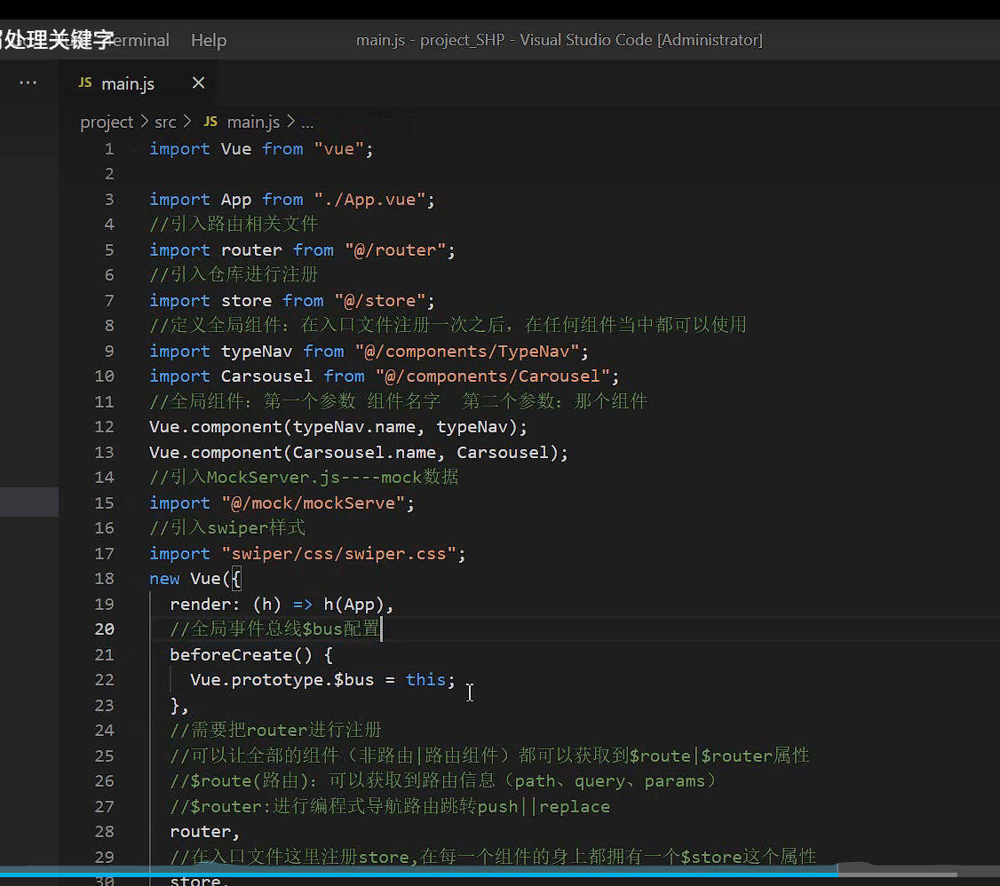 处理关键字
Terminal Help main.js - project_SHP - Visual Studio Code [Administrator]
... JS main.js ×
project > src > JS main.js > ...
1 import Vue from "vue";
2
3 import App from "./App.vue";
4 //引入路由相关文件
5 import router from "@/router";
6 //引入仓库进行注册
7 import store from "@/store";
8 //定义全局组件：在入口文件注册一次之后，在任何组件当中都可以使用
9 import typeNav from "@/components/TypeNav";
10 import Carsousel from "@/components/Carousel";
11 //全局组件：第一个参数 组件名字  第二个参数：那个组件
12 Vue.component(typeNav.name, typeNav);
13 Vue.component(Carsousel.name, Carsousel);
14 //引入MockServer.js----mock数据
15 import "@/mock/mockServe";
16 //引入swiper样式
17 import "swiper/css/swiper.css";
18 new Vue({
19 render: (h) => h(App),
20 //全局事件总线$bus配置
21 beforeCreate() {
22 Vue.prototype.$bus = this;
23 },
24 //需要把router进行注册
25 //可以让全部的组件（非路由|路由组件）都可以获取到$route|$router属性
26 //$route(路由)：可以获取到路由信息（path、query、params）
27 //$router:进行编程式导航路由跳转push||replace
28 router,
29 //在入口文件这里注册store,在每一个组件的身上都拥有一个$store这个属性
30 store,